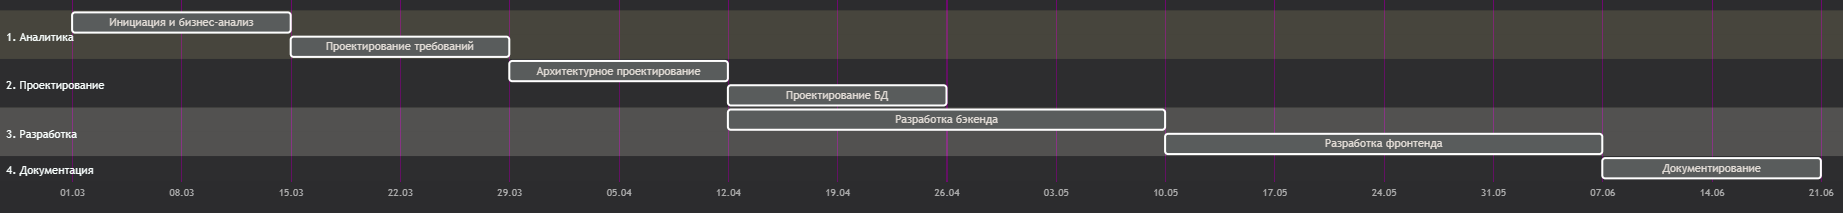 Инициация и бизнес-анализ
1. Аналитика
Проектирование требований
Архитектурное проектирование
2. Проектирование
Проектирование БД
Разработка бэкенда
3. Разработка
Разработка фронтенда
4. Документация
Документирование
01.03 08.03 15.03 22.03 29.03 05.04 12.04 19.04 26.04 03.05 10.05 17.05 24.05 31.05 07.06 14.06 21.06